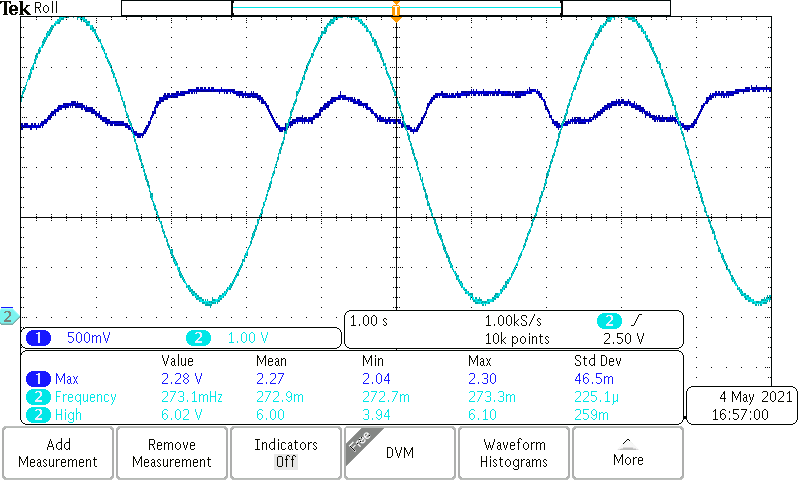 Tek Roll
T
2
1 500mV 2 1.00 V
1.00 s 1.00kS/s 2
10k points 2.50 V
Value Mean Min Max Std Dev
1 Max 2.28 V 2.27 2.04 2.30 46.5m
2 Frequency 273.1mHz 272.9m 272.7m 273.3m 225.1µ
2 High 6.02 V 6.00 3.94 6.10 259m
4 May 2021
16:57:00
Add Measurement
Remove Measurement
Indicators Off
Free DVM
Waveform Histograms
More